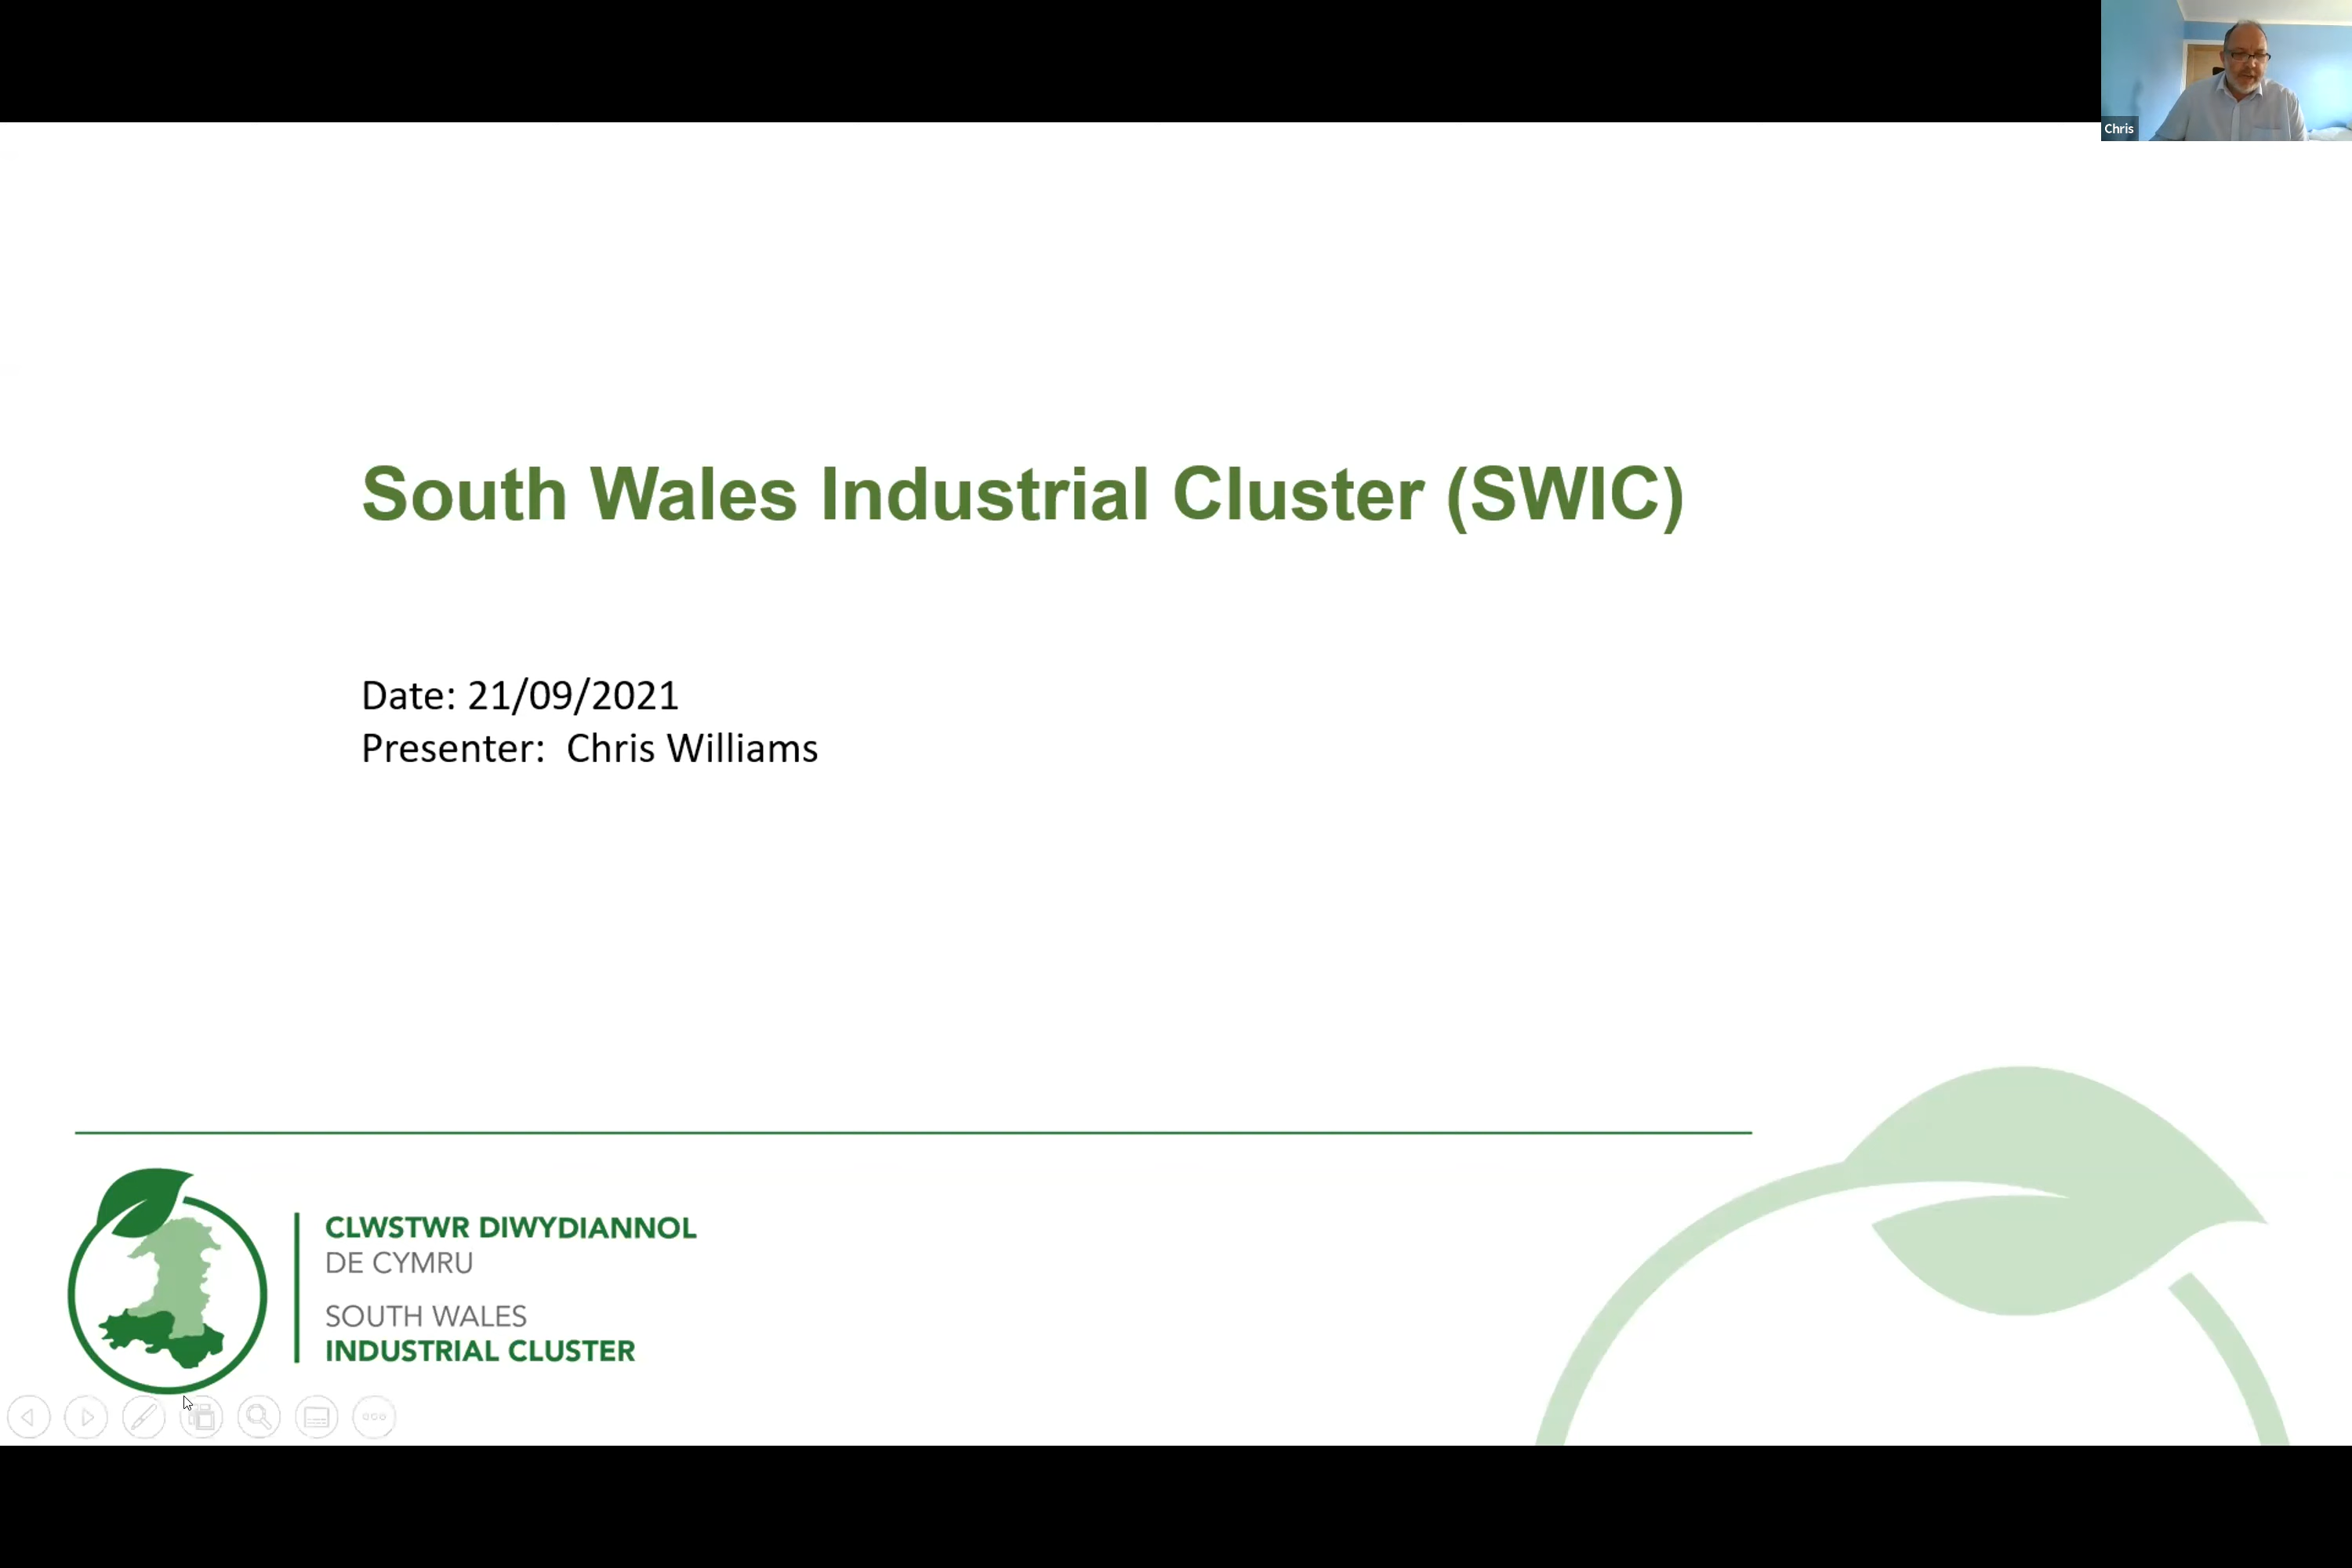 Chris
South Wales Industrial Cluster (SWIC)
Date: 21/09/2021
Presenter:  Chris Williams
CLWSTWR DIWYDIANNOL
DE CYMRU
SOUTH WALES
INDUSTRIAL CLUSTER